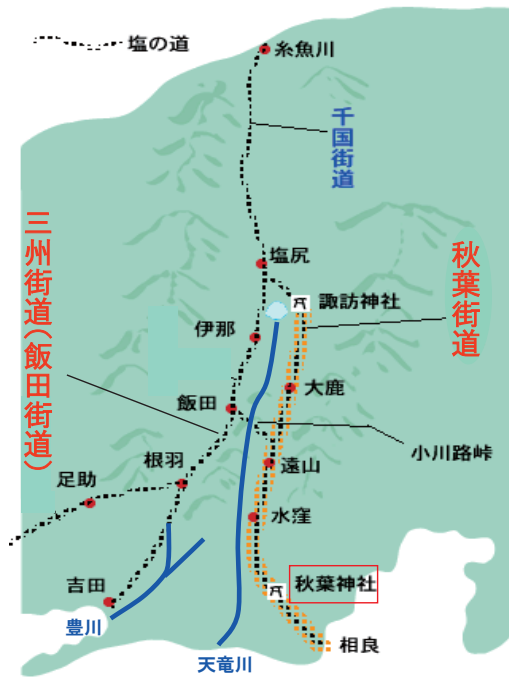 塩の道
糸魚川
千国街道
三州街道(飯田街道)
秋葉街道
塩尻
諏訪神社
伊那
大鹿
飯田
小川路峠
遠山
根羽
足助
水窪
秋葉神社
吉田
豊川
相良
天竜川